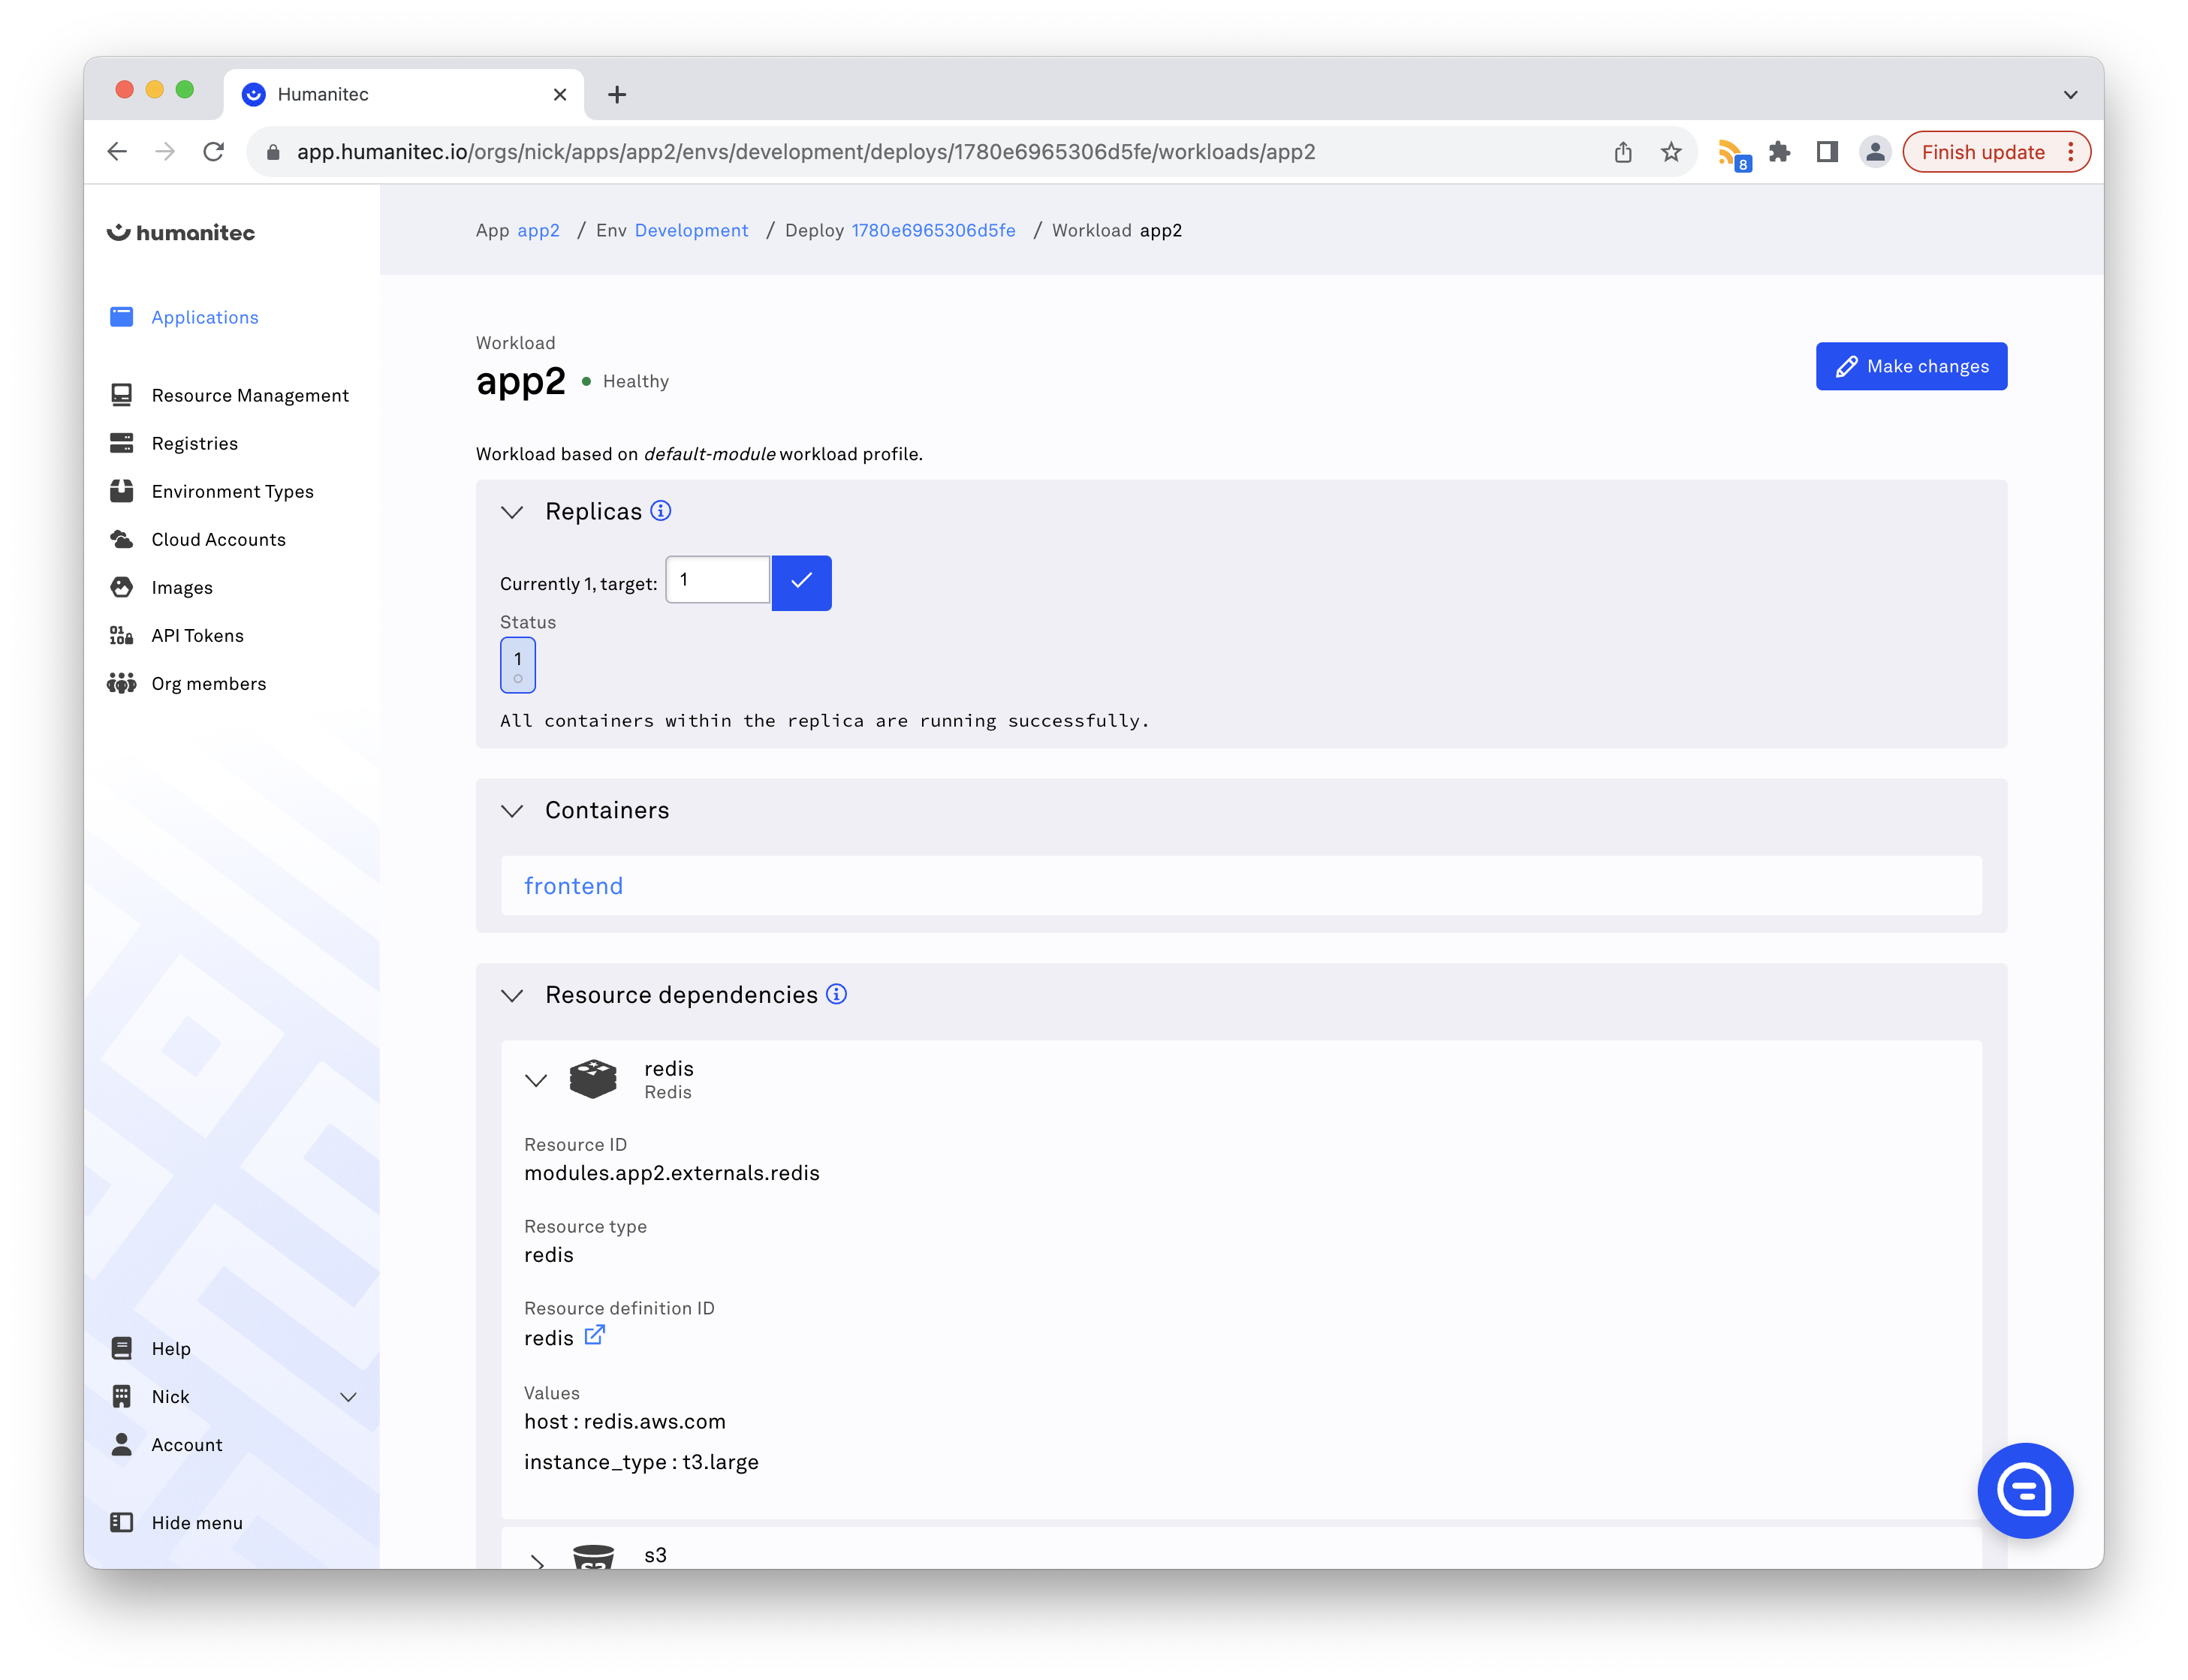 Humanitec
app.humanitec.io/orgs/nick/apps/app2/envs/development/deploys/1780e6965306d5fe/workloads/app2
8
Finish update
humanitec
App app2 / Env Development / Deploy 1780e6965306d5fe / Workload app2
Applications
Resource Management
Registries
Environment Types
Cloud Accounts
Images
API Tokens
Org members
Help
Nick
Account
Hide menu
Workload
app2 Healthy
Make changes
Workload based on default-module workload profile.
Replicas
Currently 1, target: 1
Status
1
All containers within the replica are running successfully.
Containers
frontend
Resource dependencies
redis
Redis
Resource ID
modules.app2.externals.redis
Resource type
redis
Resource definition ID
redis
Values
host : redis.aws.com
instance_type : t3.large
s3